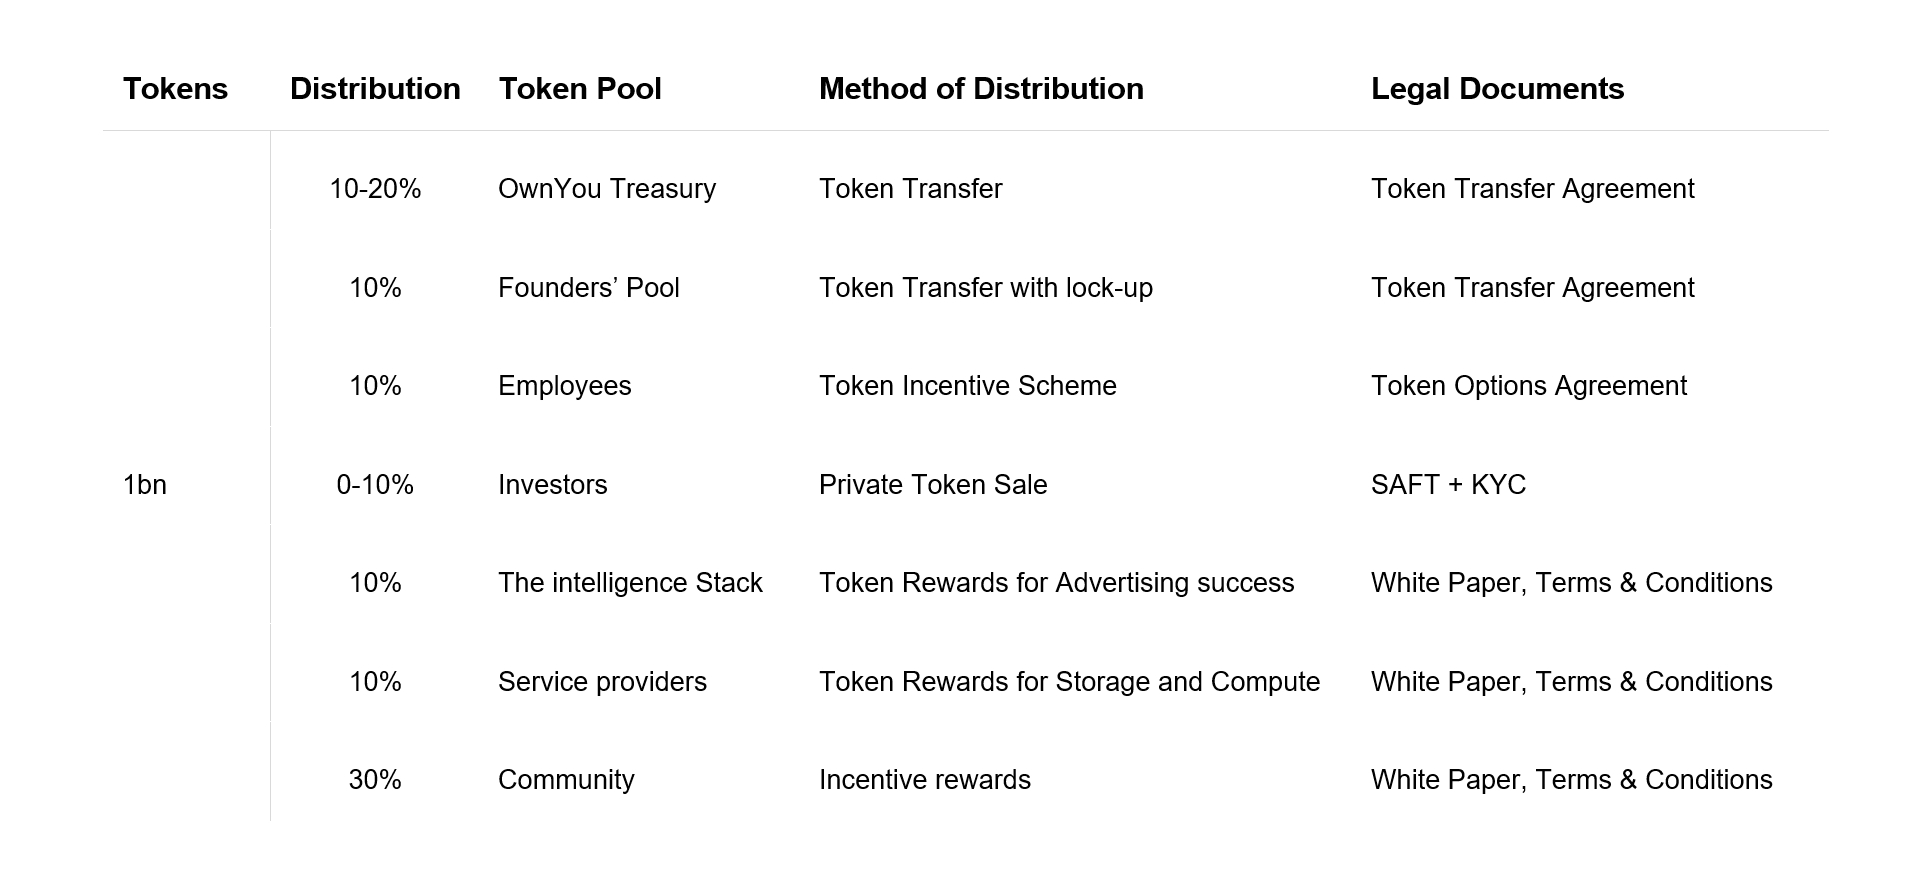 Tokens Distribution Token Pool Method of Distribution Legal Documents
10-20% OwnYou Treasury Token Transfer Token Transfer Agreement
10% Founders’ Pool Token Transfer with lock-up Token Transfer Agreement
10% Employees Token Incentive Scheme Token Options Agreement
1bn 0-10% Investors Private Token Sale SAFT + KYC
10% The intelligence Stack Token Rewards for Advertising success White Paper, Terms & Conditions
10% Service providers Token Rewards for Storage and Compute White Paper, Terms & Conditions
30% Community Incentive rewards White Paper, Terms & Conditions